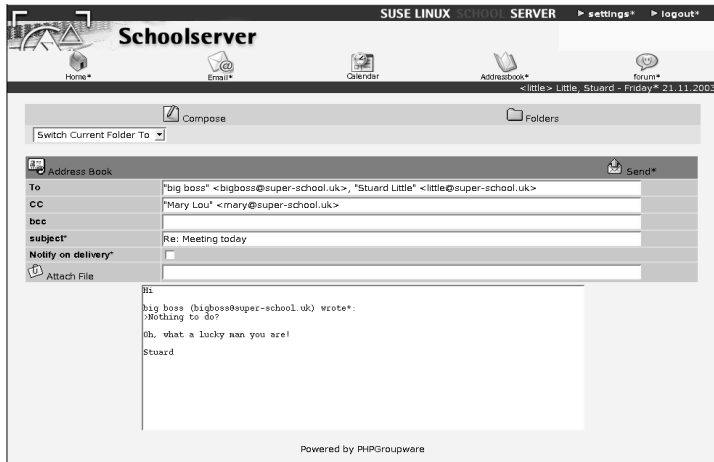 SUSE LINUX SCHOOL SERVER ► settings* ► logout*
Schoolserver
Home* Email* Calendar Addressbook* forum*
<little> Little, Stuard - Friday* 21.11.2003
Compose Folders
Switch Current Folder To
Address Book Send*
To "big boss" <bigboss@super-school.uk>, "Stuard Little" <little@super-school.uk>
CC "Mary Lou" <mary@super-school.uk>
bcc
subject* Re: Meeting today
Notify on delivery*
Attach File
Hi
big boss (bigboss@super-school.uk) wrote*:
>Nothing to do?
Oh, what a lucky man you are!
Stuard
Powered by PHPGroupware